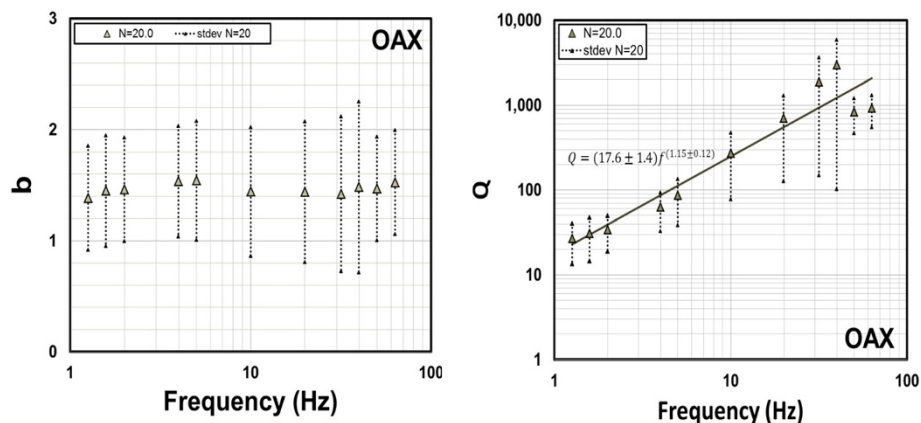 3
2
1
0
b
N=20.0 stdev N=20
OAX
1 10 100
Frequency (Hz)
10,000
1,000
100
10
1
Q
N=20.0
stdev N=20
Q = (17.6 ± 1.4)f^(1.15±0.12)
OAX
1 10 100
Frequency (Hz)